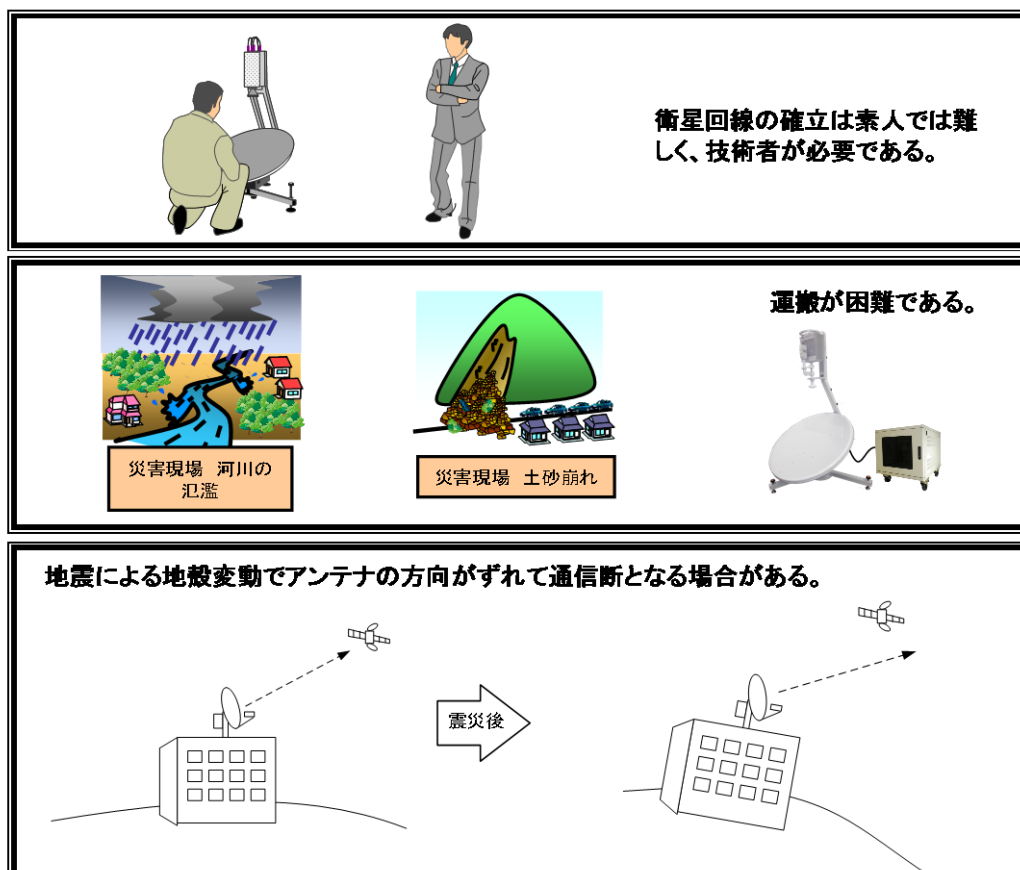 衛星回線の確立は素人では難
しく、技術者が必要である。
運搬が困難である。
災害現場 河川の
氾濫
災害現場 土砂崩れ
地震による地殻変動でアンテナの方向がずれて通信断となる場合がある。
震災後